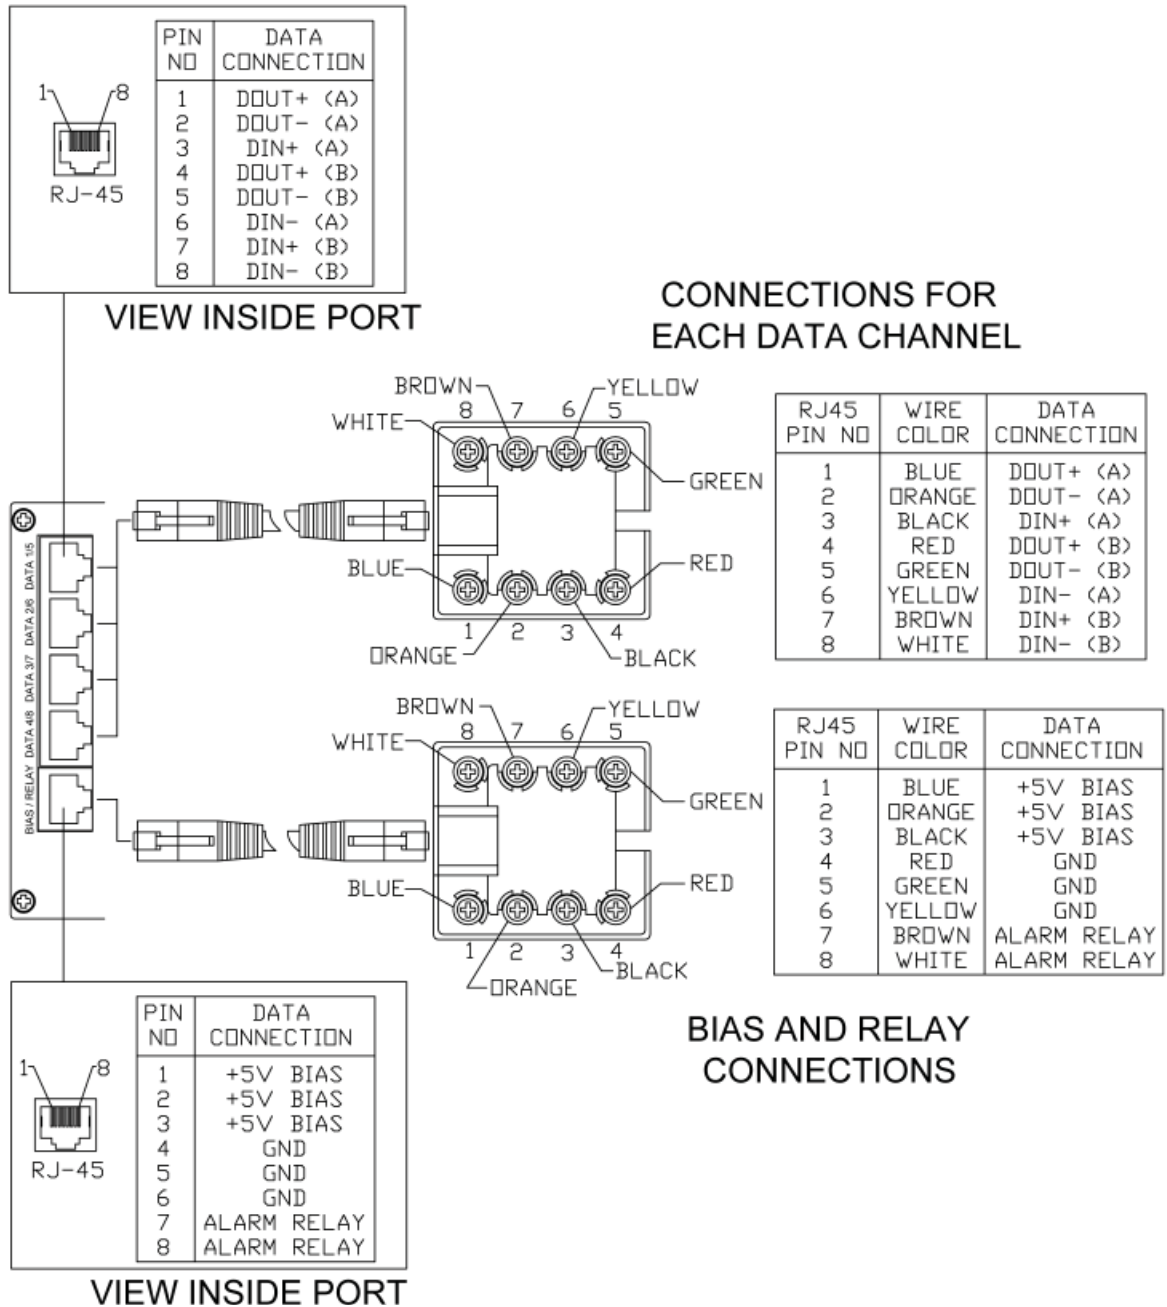 PIN NO DATA CONNECTION
1 DOUT+ (A)
2 DOUT- (A)
3 DIN+ (A)
4 DOUT+ (B)
5 DOUT- (B)
6 DIN- (A)
7 DIN+ (B)
8 DIN- (B)
1 8
RJ-45
VIEW INSIDE PORT
CONNECTIONS FOR
EACH DATA CHANNEL
BROWN YELLOW
8 7 6 5
WHITE
GREEN
BLUE RED
1 2 3 4
ORANGE BLACK
RJ45 PIN NO WIRE COLOR DATA CONNECTION
1 BLUE DOUT+ (A)
2 ORANGE DOUT- (A)
3 BLACK DIN+ (A)
4 RED DOUT+ (B)
5 GREEN DOUT- (B)
6 YELLOW DIN- (A)
7 BROWN DIN+ (B)
8 WHITE DIN- (B)
DATA 1/5
DATA 2/6
DATA 3/7
DATA 4/8
BIAS / RELAY
BROWN YELLOW
8 7 6 5
WHITE
GREEN
BLUE RED
1 2 3 4
ORANGE BLACK
RJ45 PIN NO WIRE COLOR DATA CONNECTION
1 BLUE +5V BIAS
2 ORANGE +5V BIAS
3 BLACK +5V BIAS
4 RED GND
5 GREEN GND
6 YELLOW GND
7 BROWN ALARM RELAY
8 WHITE ALARM RELAY
BIAS AND RELAY
CONNECTIONS
PIN NO DATA CONNECTION
1 +5V BIAS
2 +5V BIAS
3 +5V BIAS
4 GND
5 GND
6 GND
7 ALARM RELAY
8 ALARM RELAY
1 8
RJ-45
VIEW INSIDE PORT